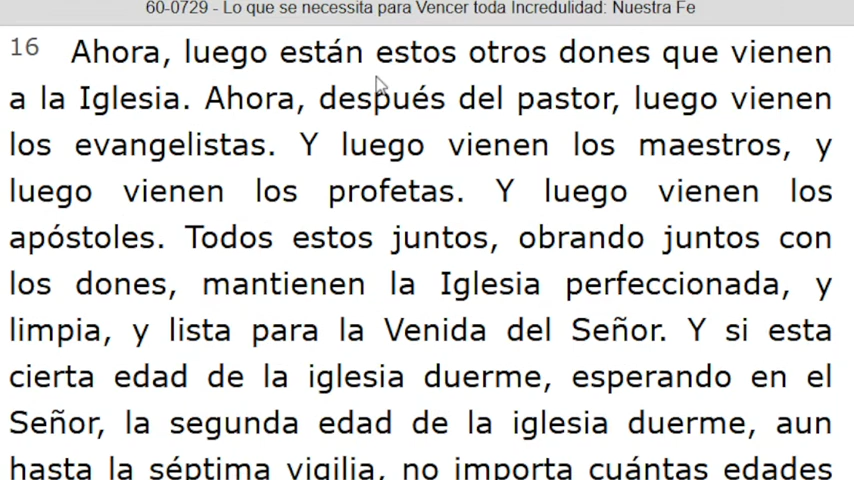 60-0729 - Lo que se necessita para Vencer toda Incredulidad: Nuestra Fe
16 Ahora, luego están estos otros dones que vienen
a la Iglesia. Ahora, después del pastor, luego vienen
los evangelistas. Y luego vienen los maestros, y
luego vienen los profetas. Y luego vienen los
apóstoles. Todos estos juntos, obrando juntos con
los dones, mantienen la Iglesia perfeccionada, y
limpia, y lista para la Venida del Señor. Y si esta
cierta edad de la iglesia duerme, esperando en el
Señor, la segunda edad de la iglesia duerme, aun
hasta la séptima vigilia, no importa cuántas edades